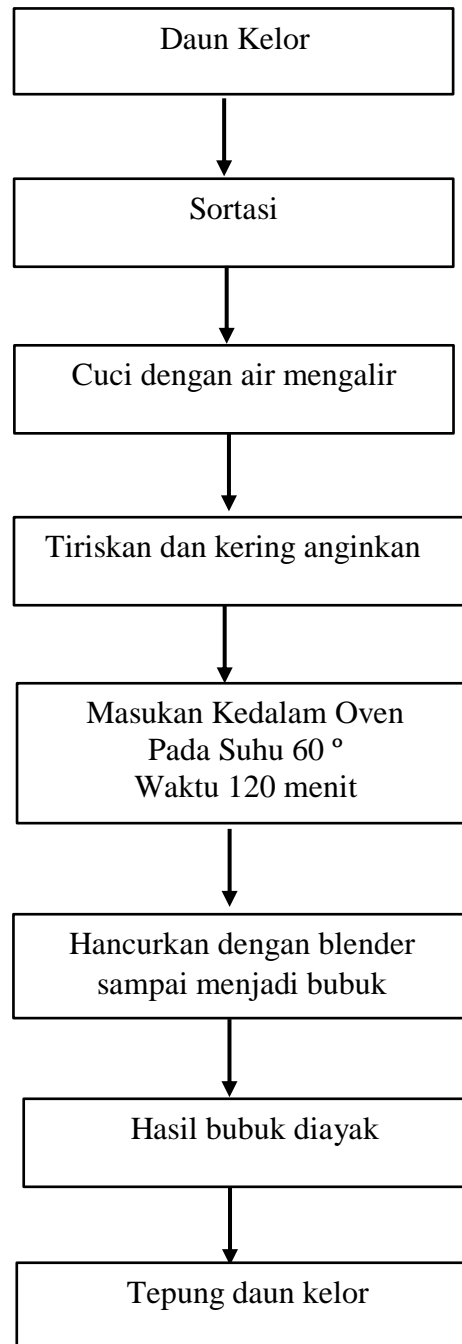 Daun Kelor
Sortasi
Cuci dengan air mengalir
Tiriskan dan kering anginkan
Masukan Kedalam Oven
Pada Suhu 60 º
Waktu 120 menit
Hancurkan dengan blender
sampai menjadi bubuk
Hasil bubuk diayak
Tepung daun kelor